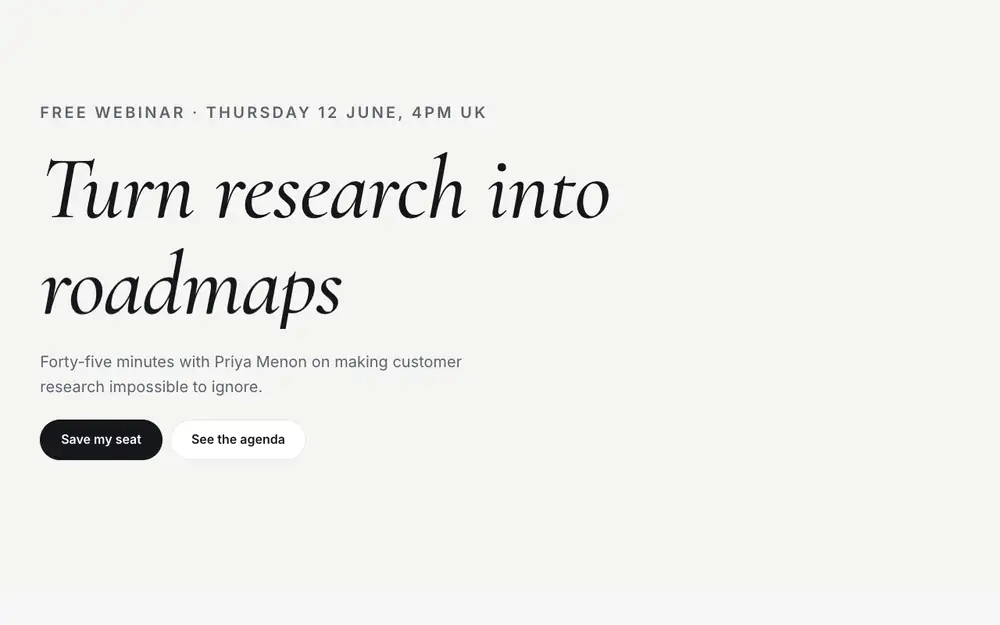 FREE WEBINAR · THURSDAY 12 JUNE, 4PM UK
Turn research into
roadmaps
Forty-five minutes with Priya Menon on making customer
research impossible to ignore.
Save my seat
See the agenda